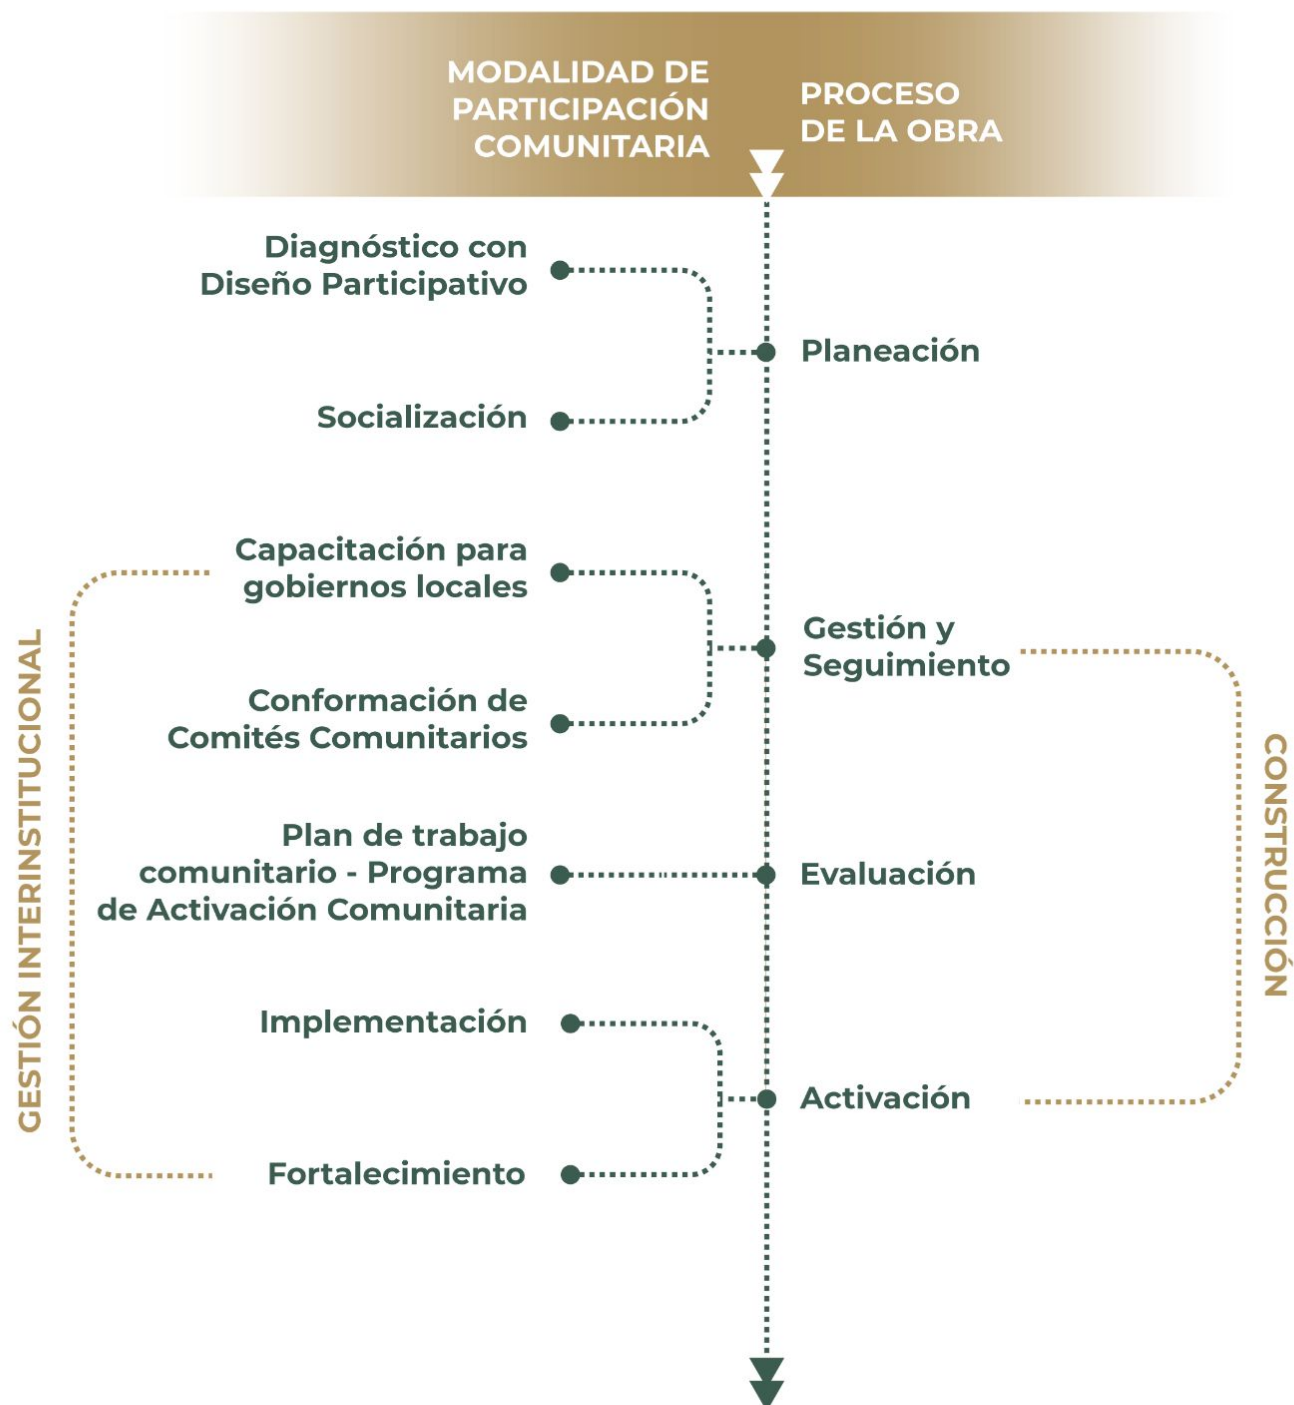 MODALIDAD DE
PARTICIPACIÓN
COMUNITARIA
PROCESO
DE LA OBRA
Diagnóstico con
Diseño Participativo
Planeación
Socialización
Capacitación para
gobiernos locales
Gestión y
Seguimiento
Conformación de
Comités Comunitarios
Plan de trabajo
comunitario - Programa
de Activación Comunitaria
Evaluación
Implementación
Activación
Fortalecimiento
GESTIÓN INTERINSTITUCIONAL
CONSTRUCCIÓN